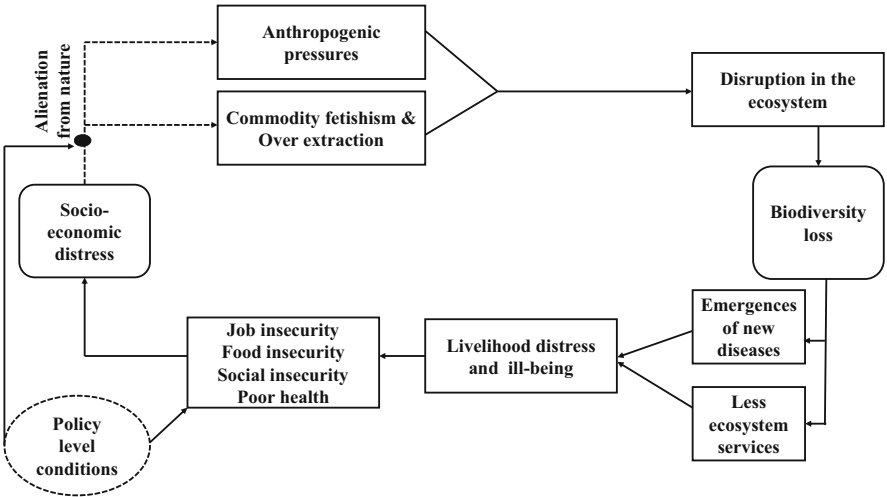 Alienation
from nature
Anthropogenic
pressures
Commodity fetishism &
Over extraction
Disruption in the
ecosystem
Biodiversity
loss
Emergences
of new
diseases
Less
ecosystem
services
Livelihood distress
and ill-being
Job insecurity
Food insecurity
Social insecurity
Poor health
Socio-
economic
distress
Policy
level
conditions